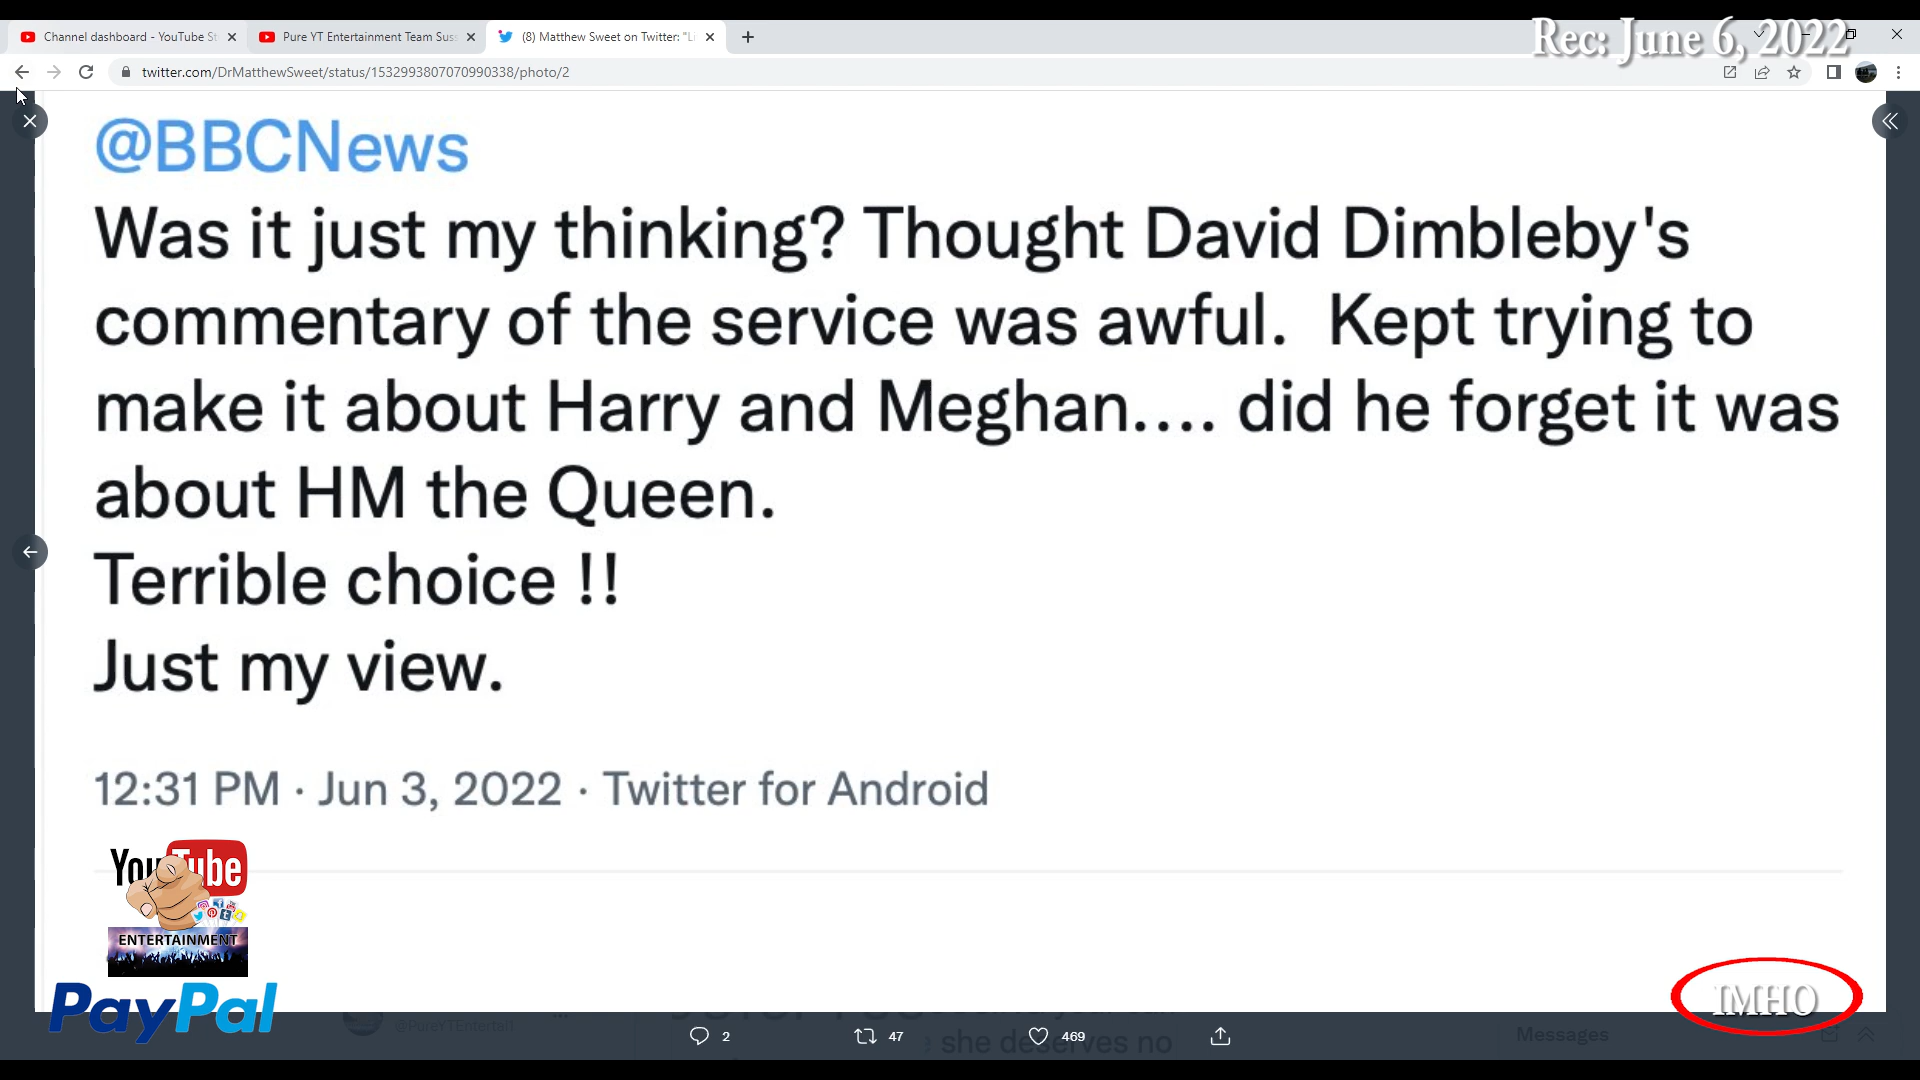 Channel dashboard - YouTube St
Pure YT Entertainment Team Suss
(8) Matthew Sweet on Twitter: "Li
Rec: June 6, 2022
twitter.com/DrMatthewSweet/status/1532993807070990338/photo/2
@BBCNews
Was it just my thinking? Thought David Dimbleby's
commentary of the service was awful.  Kept trying to
make it about Harry and Meghan.... did he forget it was
about HM the Queen.
Terrible choice !!
Just my view.
12:31 PM · Jun 3, 2022 · Twitter for Android
YouTube
ENTERTAINMENT
PayPal
IMHO
@PureYTEntertai1
she deserves no
Messages
2
47
469